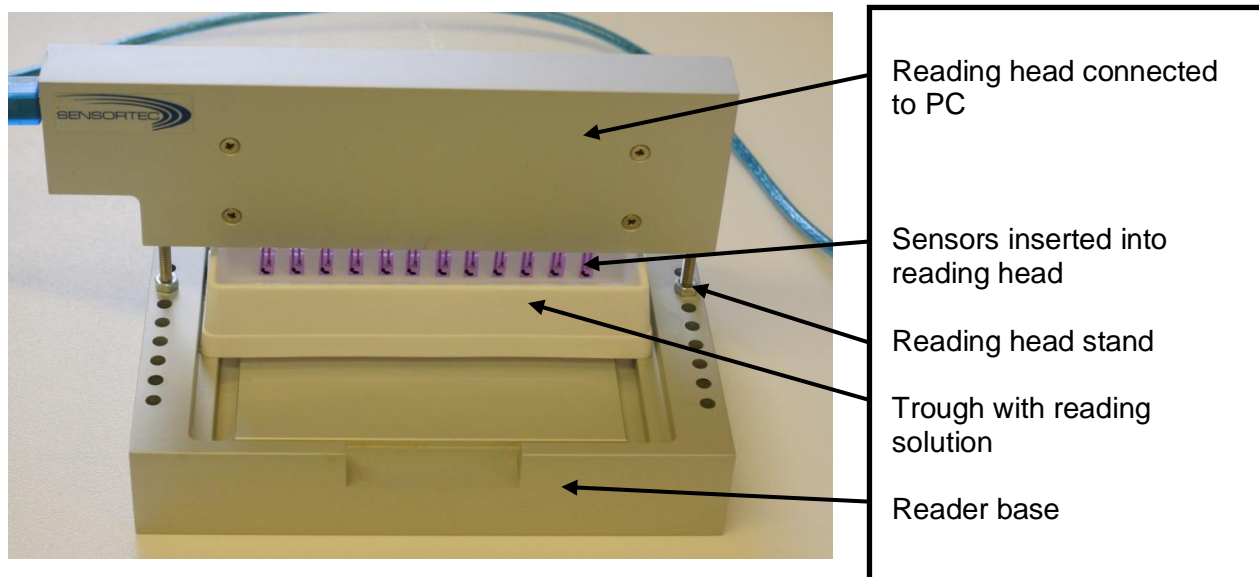 SENSORTEC
Reading head connected
to PC
Sensors inserted into
reading head
Reading head stand
Trough with reading
solution
Reader base